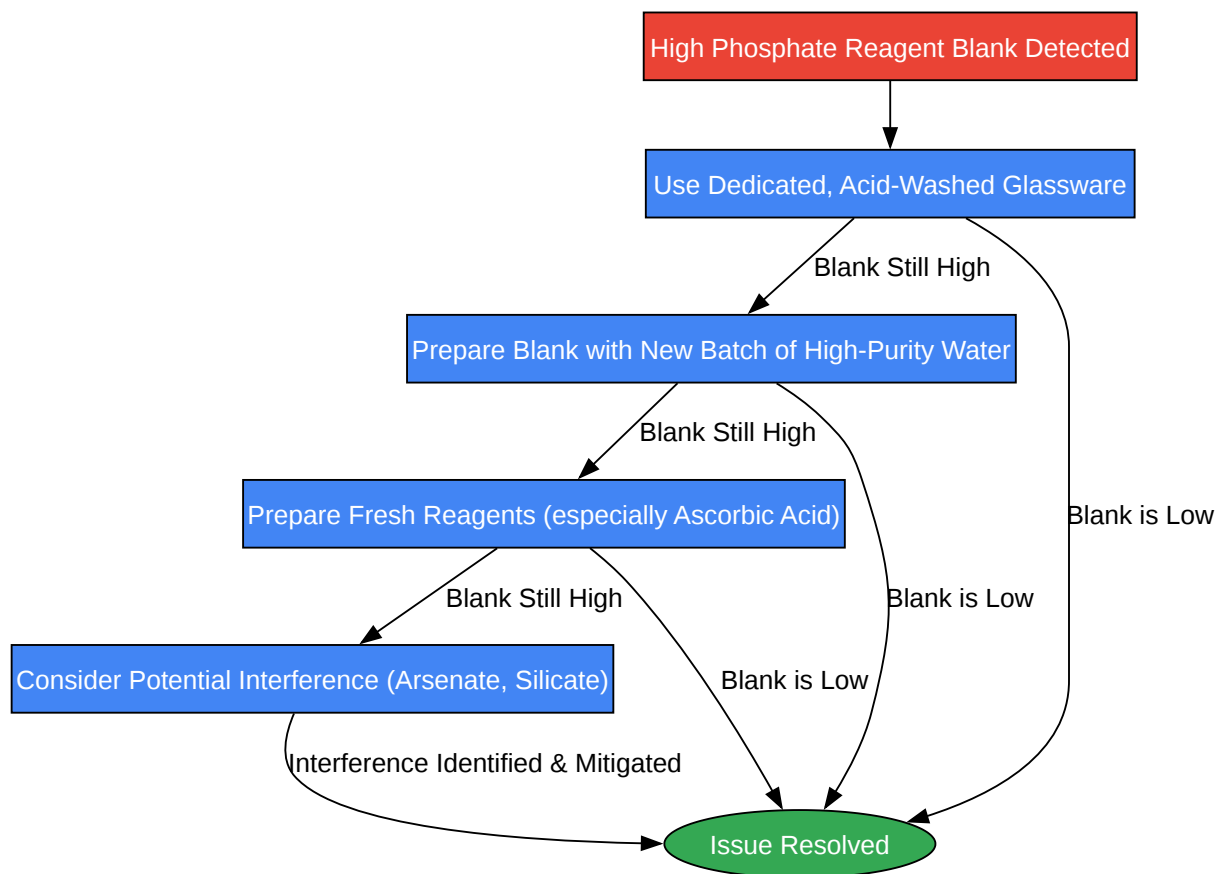 High Phosphate Reagent Blank Detected
Use Dedicated, Acid-Washed Glassware
Blank Still High
Prepare Blank with New Batch of High-Purity Water
Blank Still High
Prepare Fresh Reagents (especially Ascorbic Acid)
Blank is Low
Blank Still High
Blank is Low
Consider Potential Interference (Arsenate, Silicate)
Blank is Low
Interference Identified & Mitigated
Issue Resolved